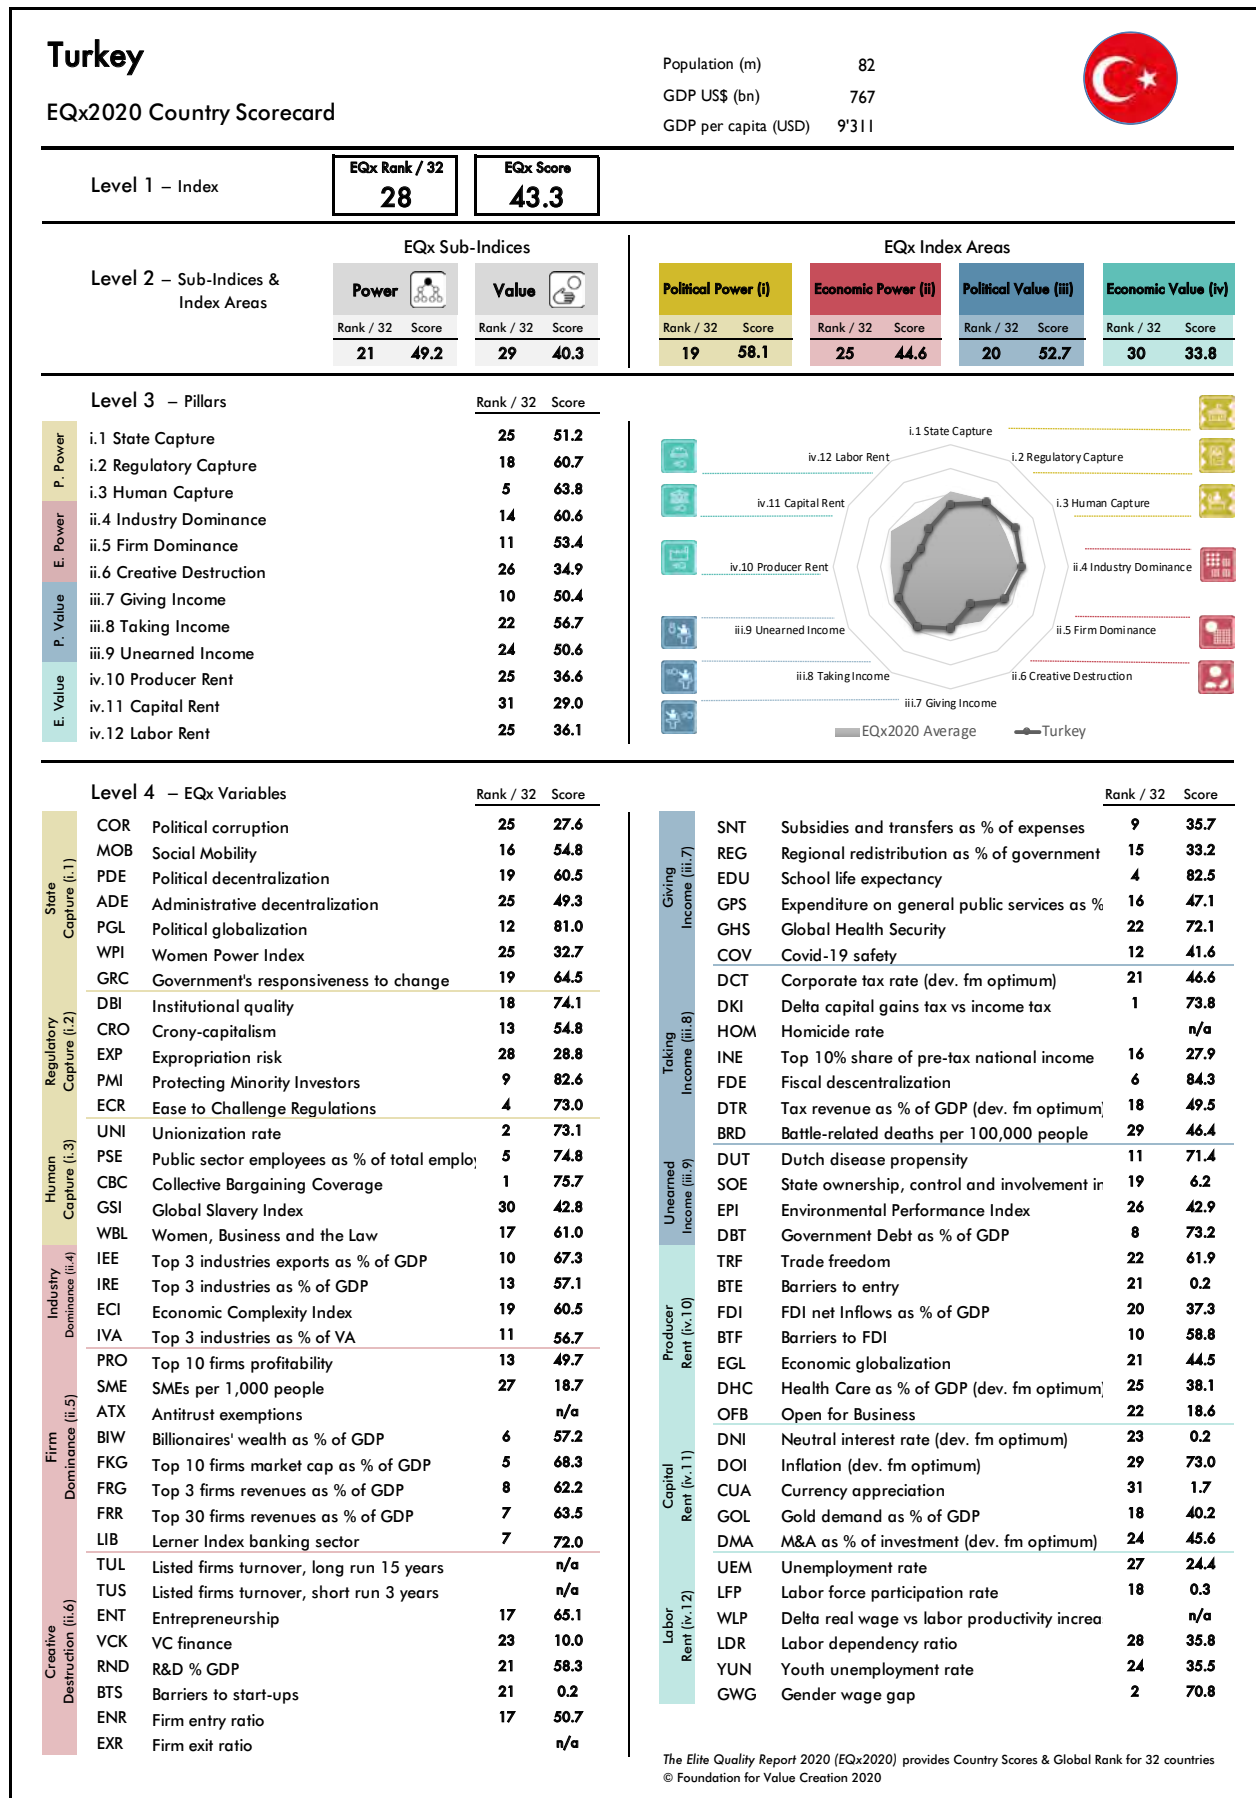 Turkey
EQx2020 Country Scorecard
Population (m) 82
GDP US$ (bn) 767
GDP per capita (USD) 9'311
Level 1 – Index
EQx Rank / 32
28
EQx Score
43.3
Level 2 – Sub-Indices & Index Areas
EQx Sub-Indices
Power
Rank / 32 Score
21 49.2
Value
Rank / 32 Score
29 40.3
EQx Index Areas
Political Power (i)
Rank / 32 Score
19 58.1
Economic Power (ii)
Rank / 32 Score
25 44.6
Political Value (iii)
Rank / 32 Score
20 52.7
Economic Value (iv)
Rank / 32 Score
30 33.8
Level 3 – Pillars
Rank / 32 Score
P. Power
i.1 State Capture 25 51.2
i.2 Regulatory Capture 18 60.7
i.3 Human Capture 5 63.8
E. Power
ii.4 Industry Dominance 14 60.6
ii.5 Firm Dominance 11 53.4
ii.6 Creative Destruction 26 34.9
P. Value
iii.7 Giving Income 10 50.4
iii.8 Taking Income 22 56.7
iii.9 Unearned Income 24 50.6
E. Value
iv.10 Producer Rent 25 36.6
iv.11 Capital Rent 31 29.0
iv.12 Labor Rent 25 36.1
i.1 State Capture
i.2 Regulatory Capture
i.3 Human Capture
ii.4 Industry Dominance
ii.5 Firm Dominance
ii.6 Creative Destruction
iii.7 Giving Income
iii.8 Taking Income
iii.9 Unearned Income
iv.10 Producer Rent
iv.11 Capital Rent
iv.12 Labor Rent
EQx2020 Average
Turkey
Level 4 – EQx Variables
Rank / 32 Score
State Capture (i.1)
COR Political corruption 25 27.6
MOB Social Mobility 16 54.8
PDE Political decentralization 19 60.5
ADE Administrative decentralization 25 49.3
PGL Political globalization 12 81.0
WPI Women Power Index 25 32.7
GRC Government's responsiveness to change 19 64.5
Regulatory Capture (i.2)
DBI Institutional quality 18 74.1
CRO Crony-capitalism 13 54.8
EXP Expropriation risk 28 28.8
PMI Protecting Minority Investors 9 82.6
ECR Ease to Challenge Regulations 4 73.0
Human Capture (i.3)
UNI Unionization rate 2 73.1
PSE Public sector employees as % of total emplo 5 74.8
CBC Collective Bargaining Coverage 1 75.7
GSI Global Slavery Index 30 42.8
WBL Women, Business and the Law 17 61.0
Industry Dominance (ii.4)
IEE Top 3 industries exports as % of GDP 10 67.3
IRE Top 3 industries as % of GDP 13 57.1
ECI Economic Complexity Index 19 60.5
IVA Top 3 industries as % of VA 11 56.7
Firm Dominance (ii.5)
PRO Top 10 firms profitability 13 49.7
SME SMEs per 1,000 people 27 18.7
ATX Antitrust exemptions n/a
BIW Billionaires' wealth as % of GDP 6 57.2
FKG Top 10 firms market cap as % of GDP 5 68.3
FRG Top 3 firms revenues as % of GDP 8 62.2
FRR Top 30 firms revenues as % of GDP 7 63.5
LIB Lerner Index banking sector 7 72.0
Creative Destruction (ii.6)
TUL Listed firms turnover, long run 15 years n/a
TUS Listed firms turnover, short run 3 years n/a
ENT Entrepreneurship 17 65.1
VCK VC finance 23 10.0
RND R&D % GDP 21 58.3
BTS Barriers to start-ups 21 0.2
ENR Firm entry ratio 17 50.7
EXR Firm exit ratio n/a
Rank / 32 Score
Giving Income (iii.7)
SNT Subsidies and transfers as % of expenses 9 35.7
REG Regional redistribution as % of government 15 33.2
EDU School life expectancy 4 82.5
GPS Expenditure on general public services as % 16 47.1
GHS Global Health Security 22 72.1
COV Covid-19 safety 12 41.6
Taking Income (iii.8)
DCT Corporate tax rate (dev. fm optimum) 21 46.6
DKI Delta capital gains tax vs income tax 1 73.8
HOM Homicide rate n/a
INE Top 10% share of pre-tax national income 16 27.9
FDE Fiscal descentralization 6 84.3
DTR Tax revenue as % of GDP (dev. fm optimum) 18 49.5
BRD Battle-related deaths per 100,000 people 29 46.4
Unearned Income (iii.9)
DUT Dutch disease propensity 11 71.4
SOE State ownership, control and involvement in 19 6.2
EPI Environmental Performance Index 26 42.9
DBT Government Debt as % of GDP 8 73.2
Producer Rent (iv.10)
TRF Trade freedom 22 61.9
BTE Barriers to entry 21 0.2
FDI FDI net Inflows as % of GDP 20 37.3
BTF Barriers to FDI 10 58.8
EGL Economic globalization 21 44.5
DHC Health Care as % of GDP (dev. fm optimum) 25 38.1
OFB Open for Business 22 18.6
Capital Rent (iv.11)
DNI Neutral interest rate (dev. fm optimum) 23 0.2
DOI Inflation (dev. fm optimum) 29 73.0
CUA Currency appreciation 31 1.7
GOL Gold demand as % of GDP 18 40.2
DMA M&A as % of investment (dev. fm optimum) 24 45.6
Labor Rent (iv.12)
UEM Unemployment rate 27 24.4
LFP Labor force participation rate 18 0.3
WLP Delta real wage vs labor productivity increa n/a
LDR Labor dependency ratio 28 35.8
YUN Youth unemployment rate 24 35.5
GWG Gender wage gap 2 70.8
The Elite Quality Report 2020 (EQx2020) provides Country Scores & Global Rank for 32 countries
© Foundation for Value Creation 2020